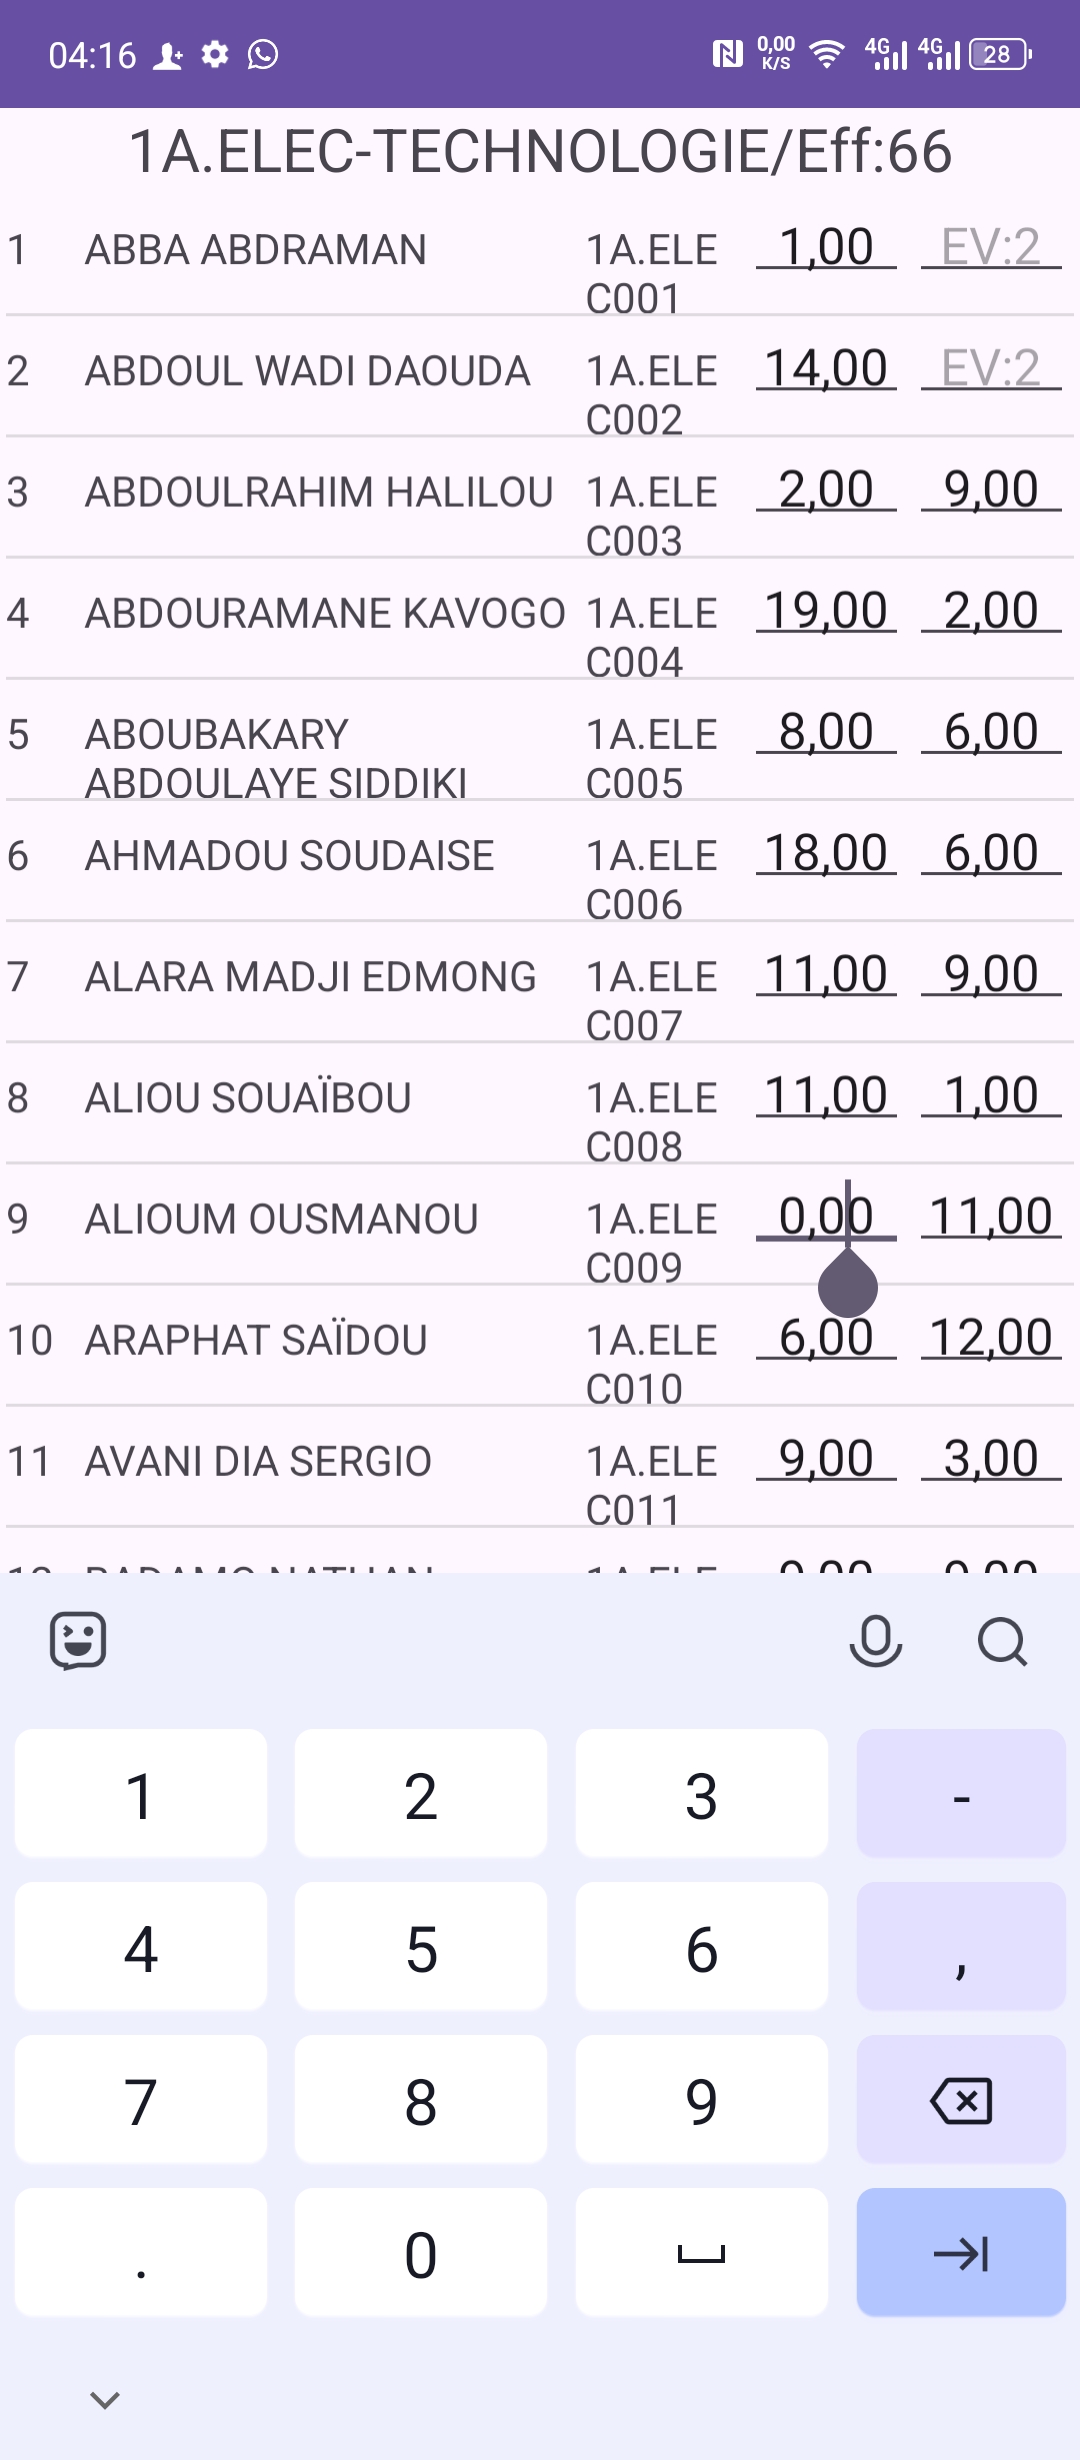 04:16 0,00 K/S 4G 4G 28
1A.ELEC-TECHNOLOGIE/Eff:66
1 ABBA ABDRAMAN 1A.ELE 1,00 EV:2
C001
2 ABDOUL WADI DAOUDA 1A.ELE 14,00 EV:2
C002
3 ABDOULRAHIM HALILOU 1A.ELE 2,00 9,00
C003
4 ABDOURAMANE KAVOGO 1A.ELE 19,00 2,00
C004
5 ABOUBAKARY 1A.ELE 8,00 6,00
ABDOULAYE SIDDIKI C005
6 AHMADOU SOUDAISE 1A.ELE 18,00 6,00
C006
7 ALARA MADJI EDMONG 1A.ELE 11,00 9,00
C007
8 ALIOU SOUAÏBOU 1A.ELE 11,00 1,00
C008
9 ALIOUM OUSMANOU 1A.ELE 0,00 11,00
C009
10 ARAPHAT SAÏDOU 1A.ELE 6,00 12,00
C010
11 AVANI DIA SERGIO 1A.ELE 9,00 3,00
C011
1 2 3 -
4 5 6 ,
7 8 9
. 0